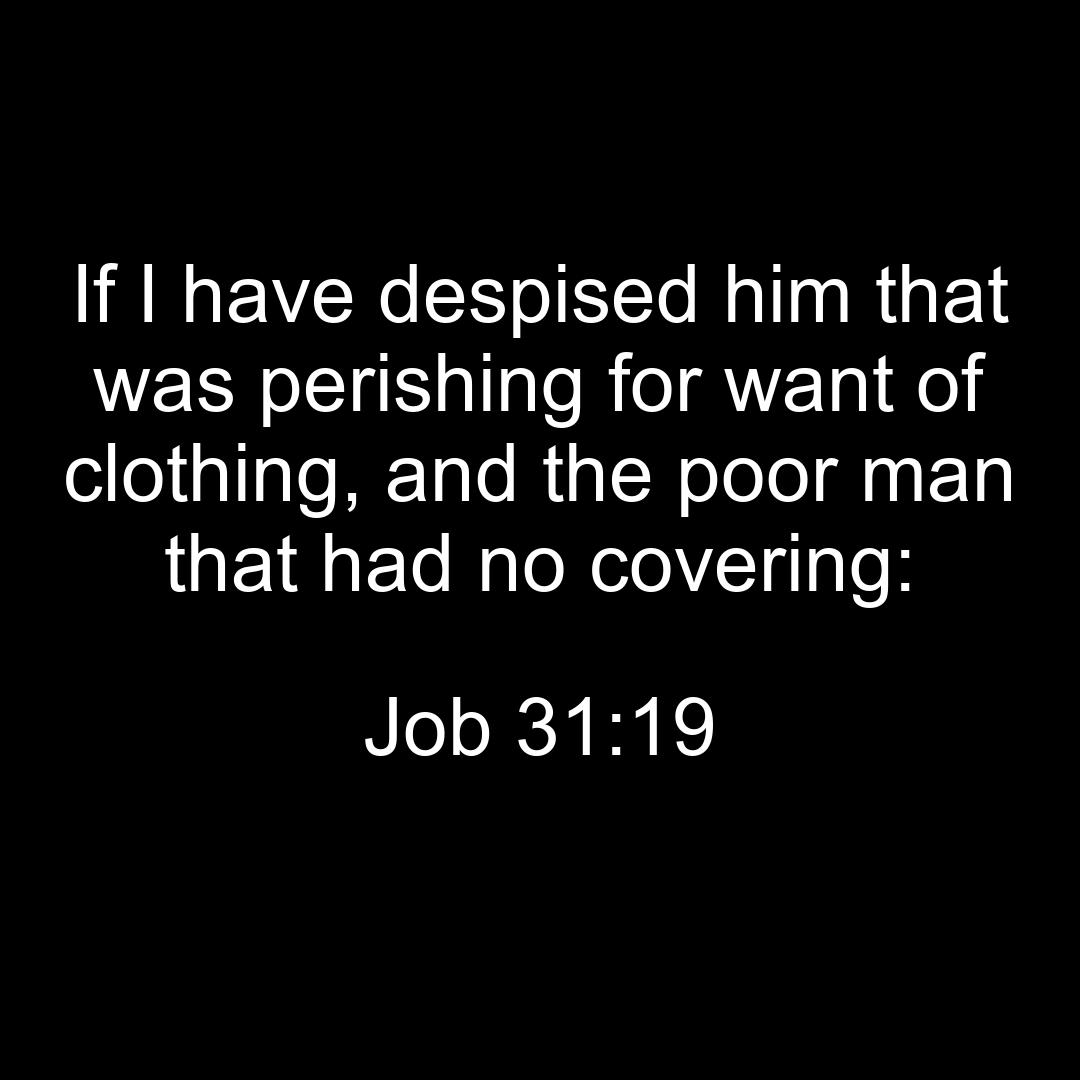 If I have despised him that
was perishing for want of
clothing, and the poor man
that had no covering:
Job 31:19